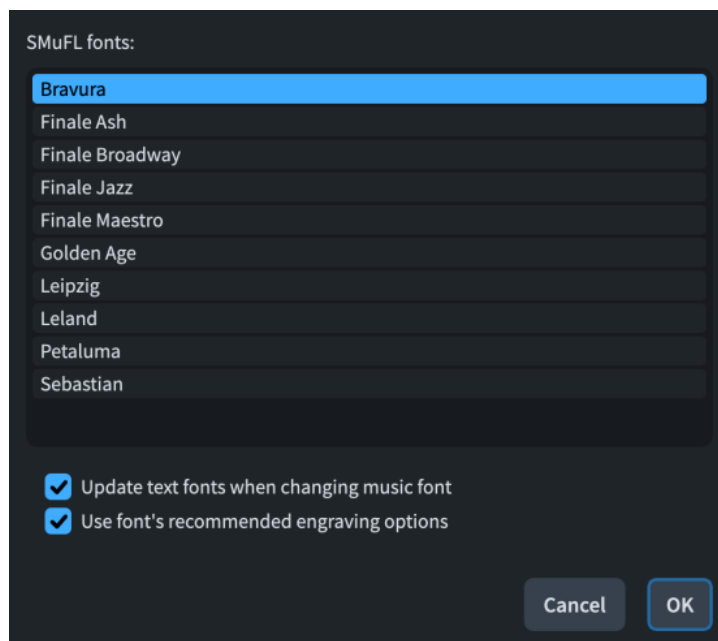 SMuFL fonts:
Bravura
Finale Ash
Finale Broadway
Finale Jazz
Finale Maestro
Golden Age
Leipzig
Leland
Petaluma
Sebastian
Update text fonts when changing music font
Use font's recommended engraving options
Cancel OK